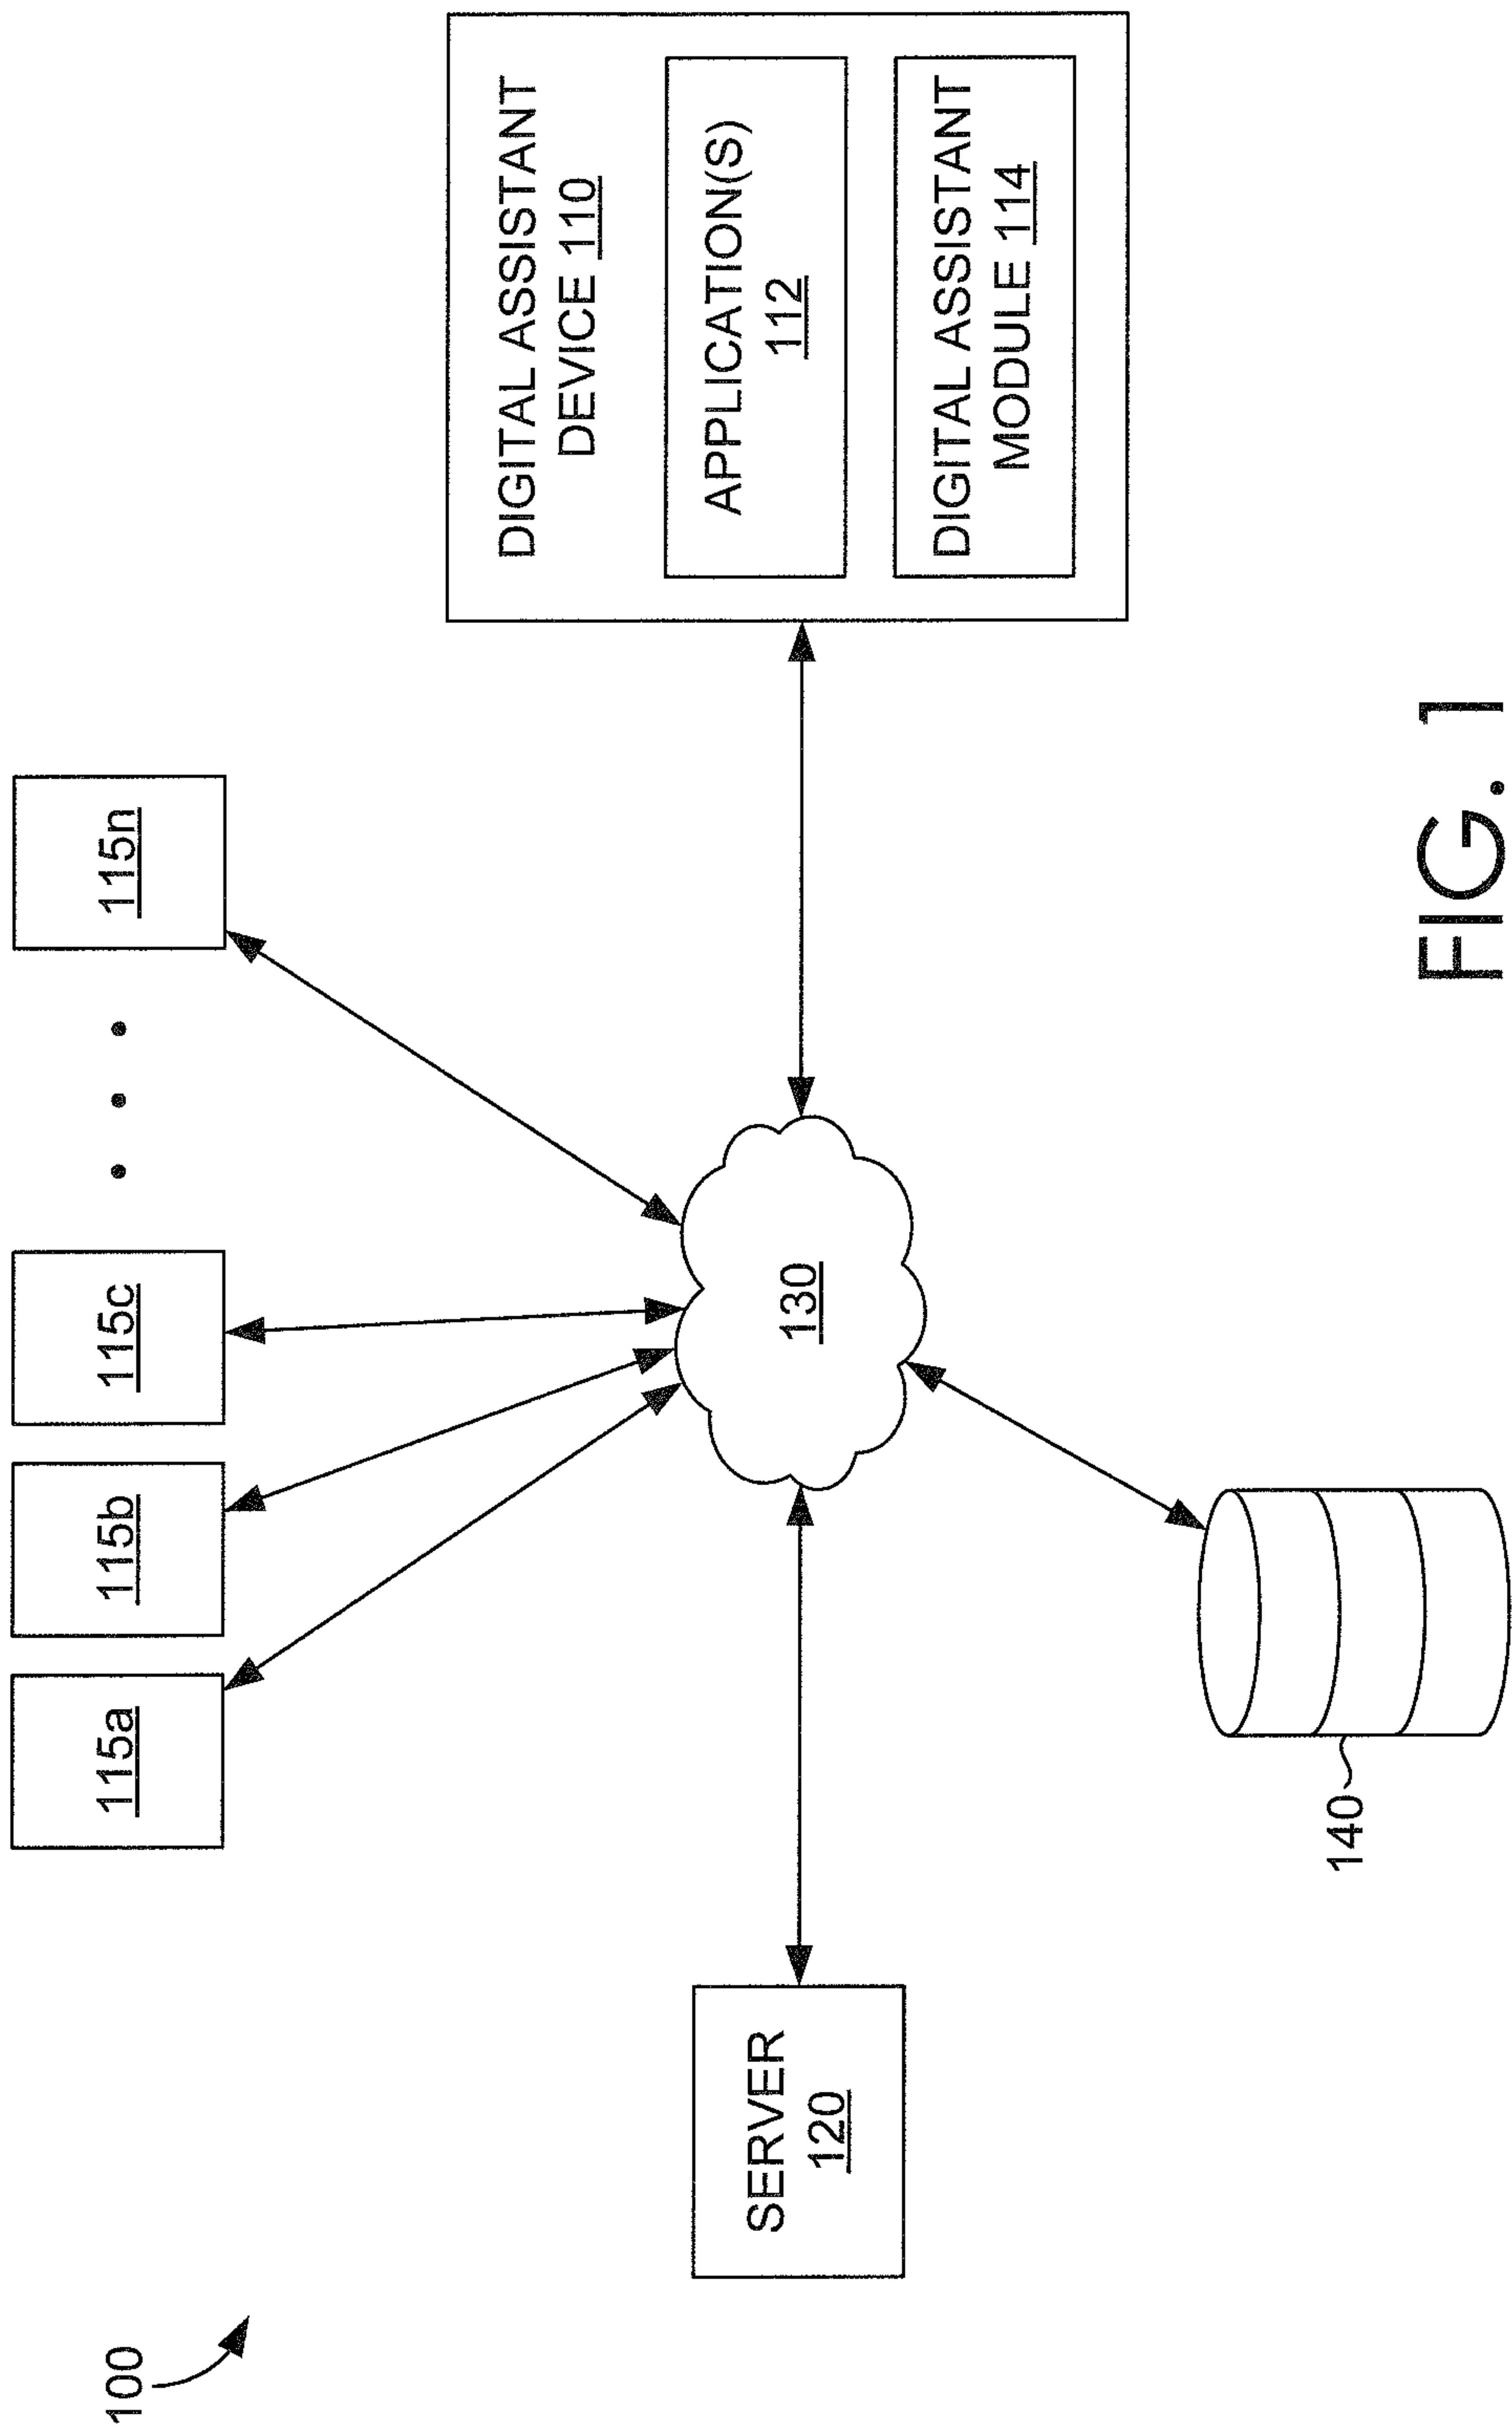 100
115a
115b
115c
115n
SERVER
120
130
140
DIGITAL ASSISTANT
DEVICE 110
APPLICATION(S)
112
DIGITAL ASSISTANT
MODULE 114
FIG. 1